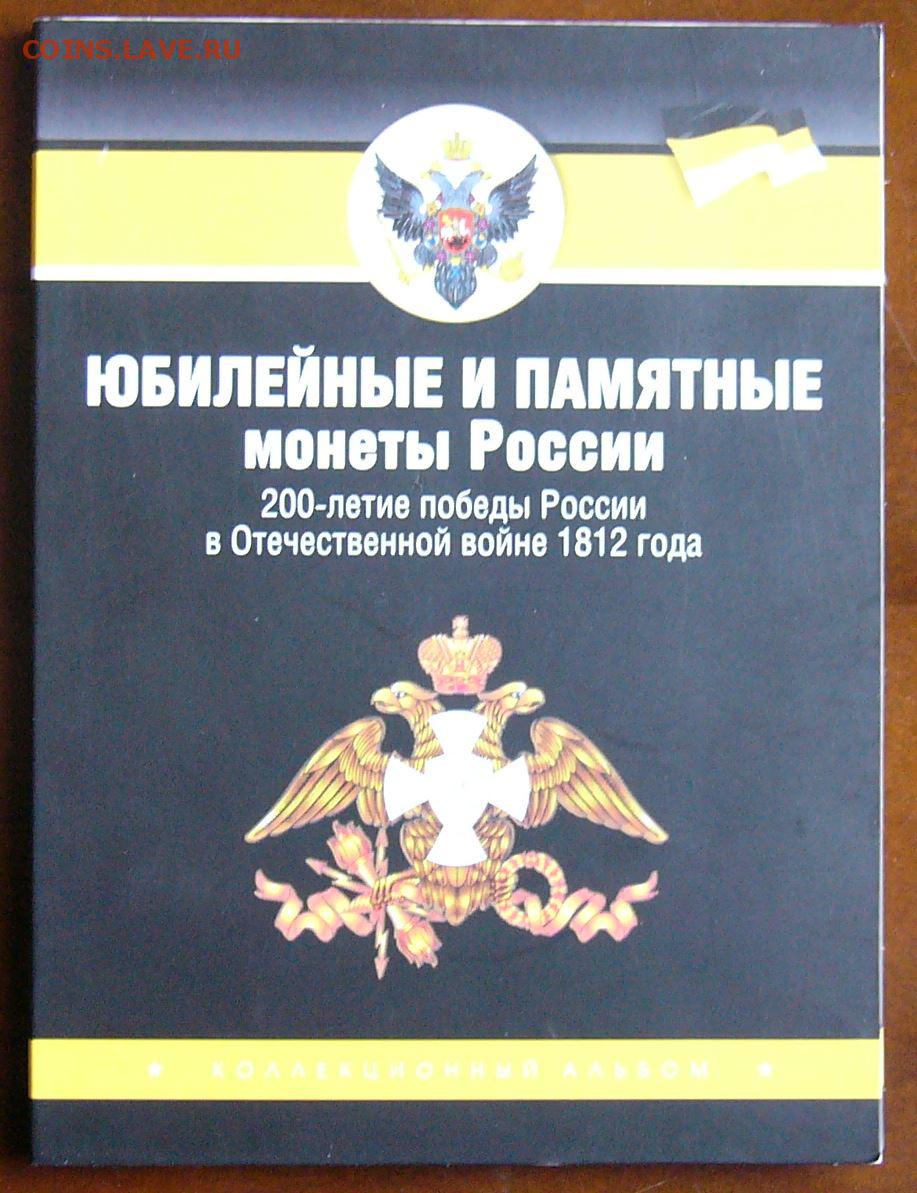 COINS.LAVE.RU
ЮБИЛЕЙНЫЕ И ПАМЯТНЫЕ
монеты России
200-летие победы России
в Отечественной войне 1812 года
КОЛЛЕКЦИОННЫЙ АЛЬБОМ